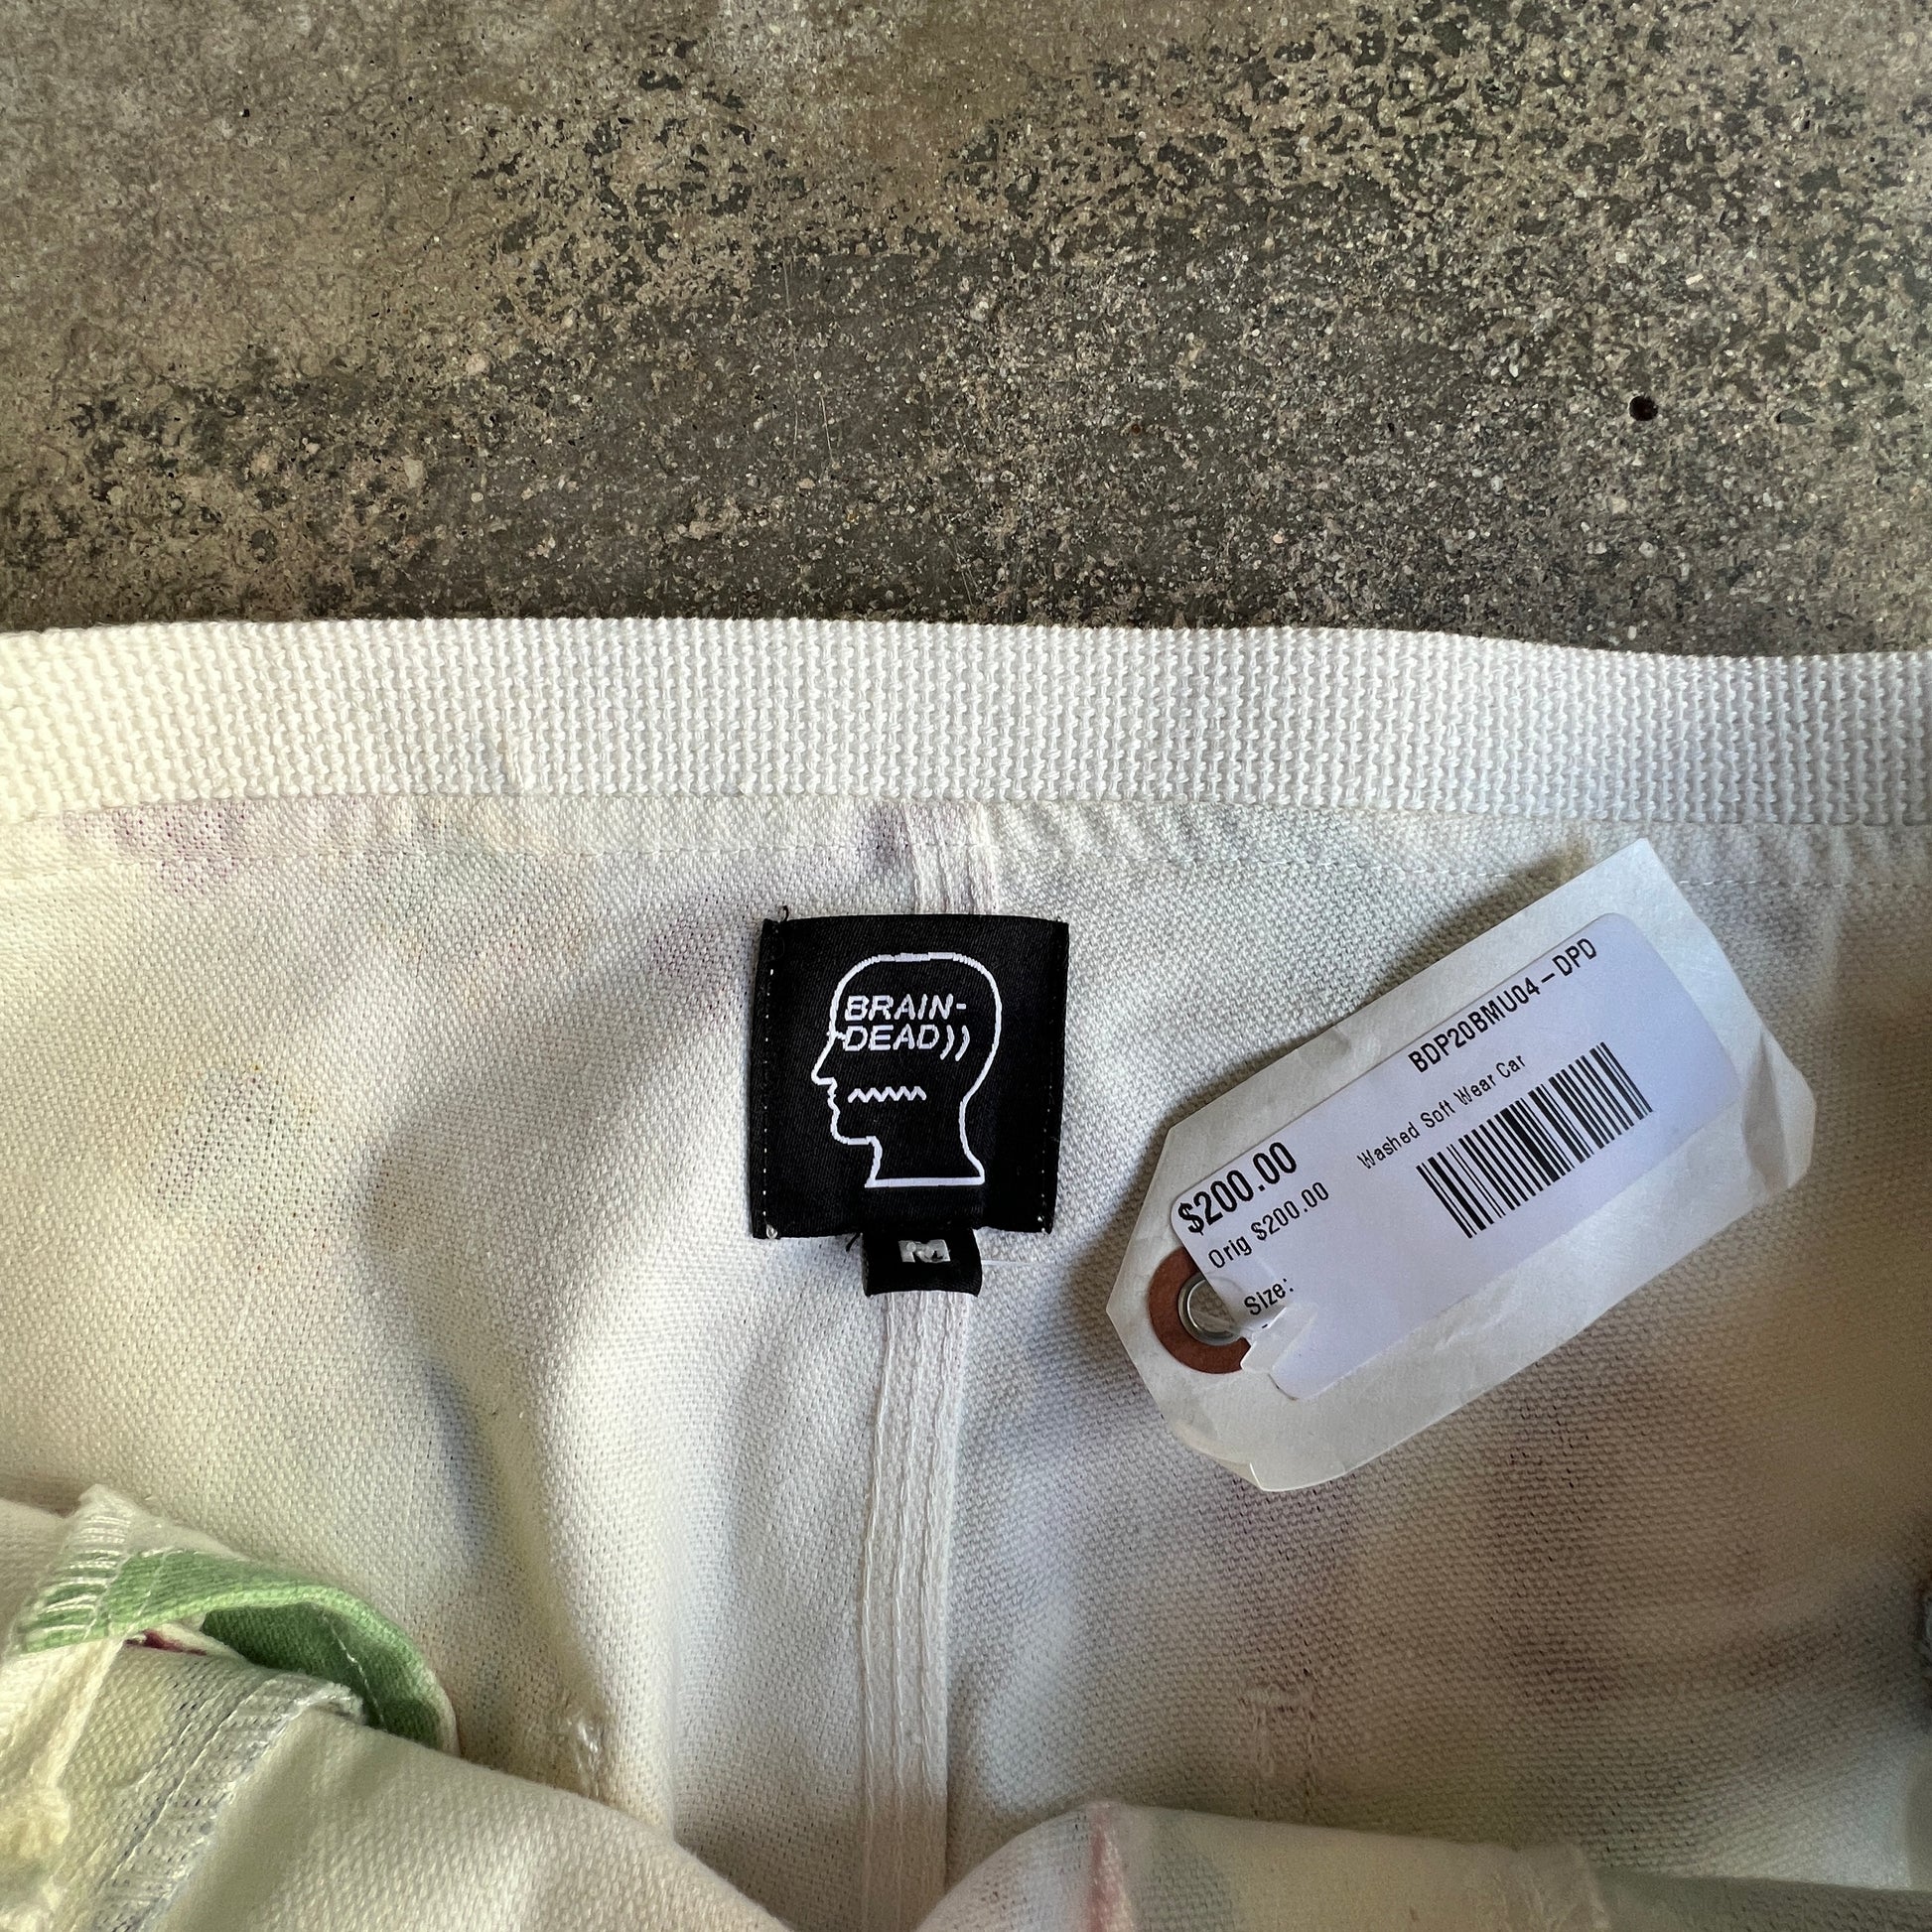 BRAIN-
DEAD))
M
BDP20BMU04-DPD
Washed Soft Wear Car
$200.00
Orig $200.00
Size: